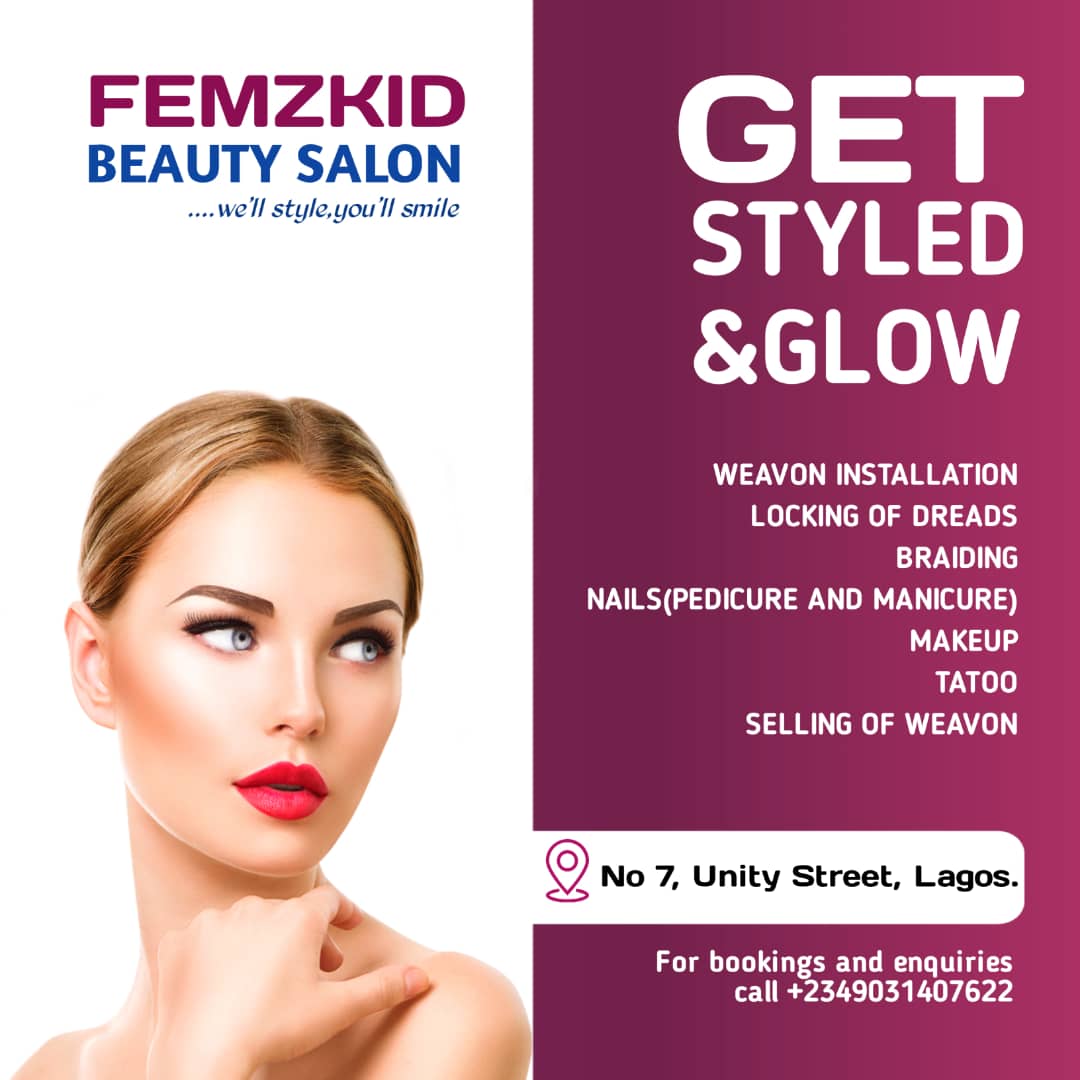 FEMZKID
BEAUTY SALON
....we'll style,you'll smile
GET
STYLED
&GLOW
WEAVON INSTALLATION
LOCKING OF DREADS
BRAIDING
NAILS(PEDICURE AND MANICURE)
MAKEUP
TATOO
SELLING OF WEAVON
No 7, Unity Street, Lagos.
For bookings and enquiries
call +2349031407622